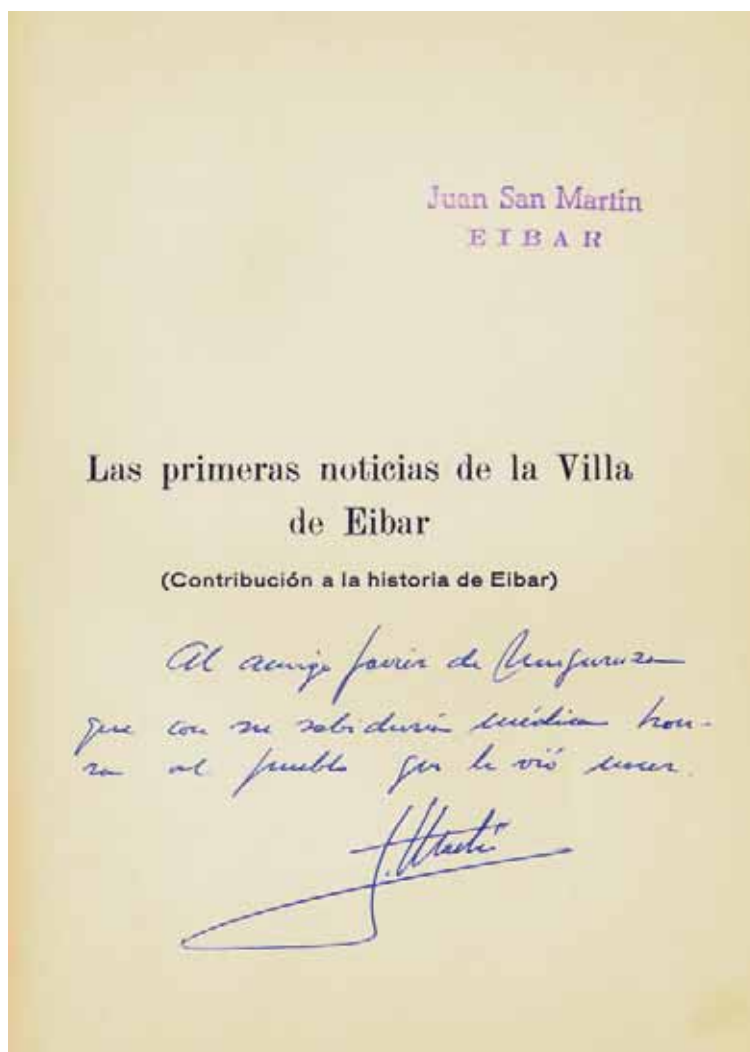 Juan San Martín
EIBAR
Las primeras noticias de la Villa
de Eibar
(Contribución a la historia de Eibar)
Al amigo Javier de
que con su sabiduría médica hon-
ra al pueblo que le vió nacer.